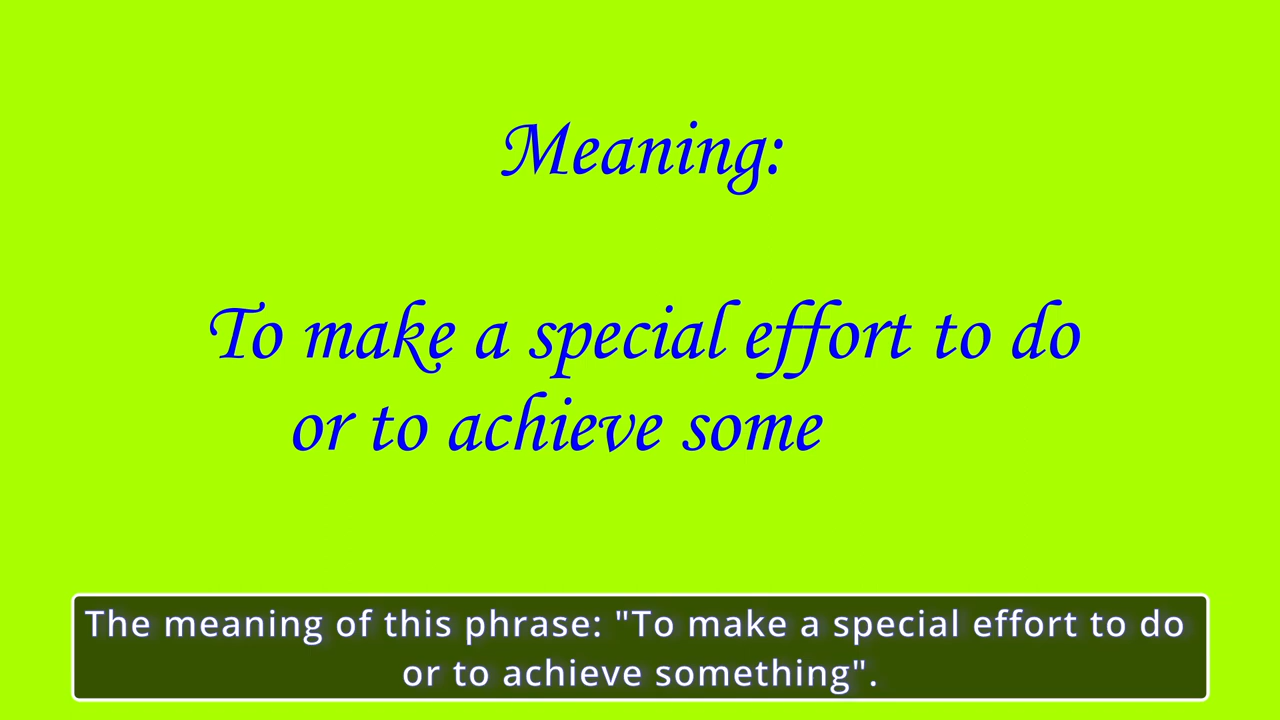 Meaning:
To make a special effort to do
or to achieve some
The meaning of this phrase: "To make a special effort to do
or to achieve something".